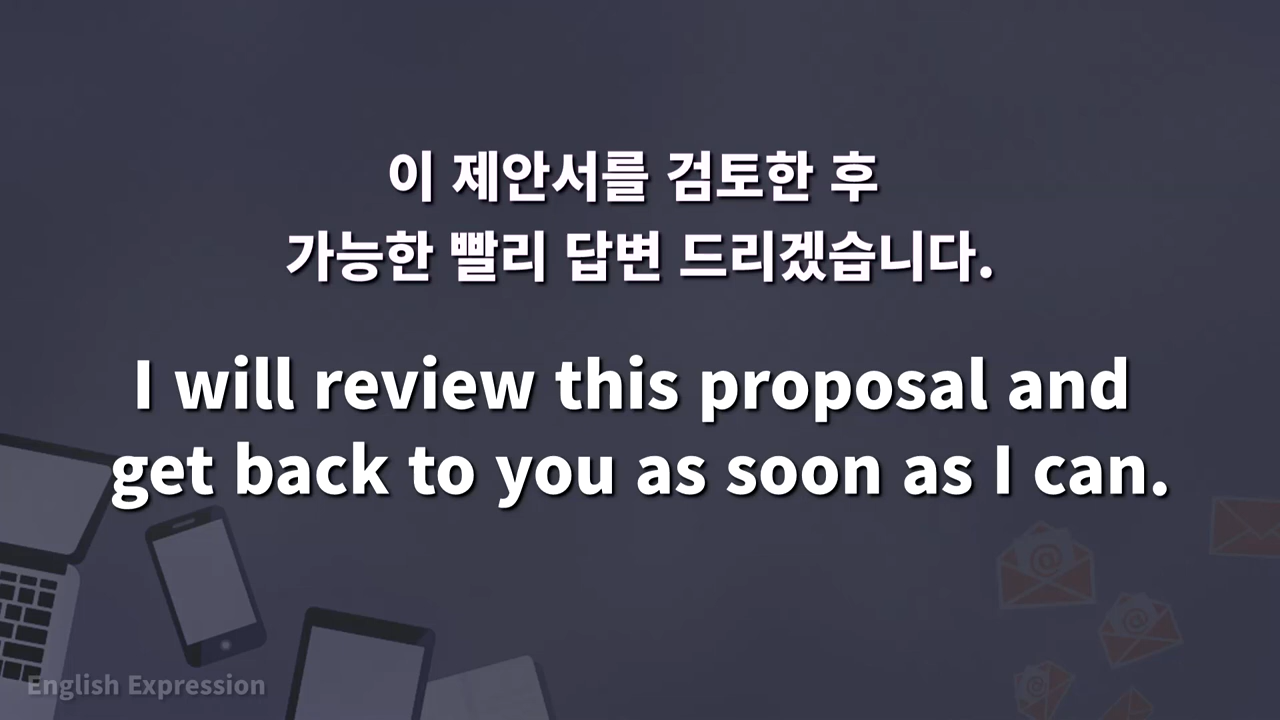 이 제안서를 검토한 후
가능한 빨리 답변 드리겠습니다.
I will review this proposal and
get back to you as soon as I can.
English Expression